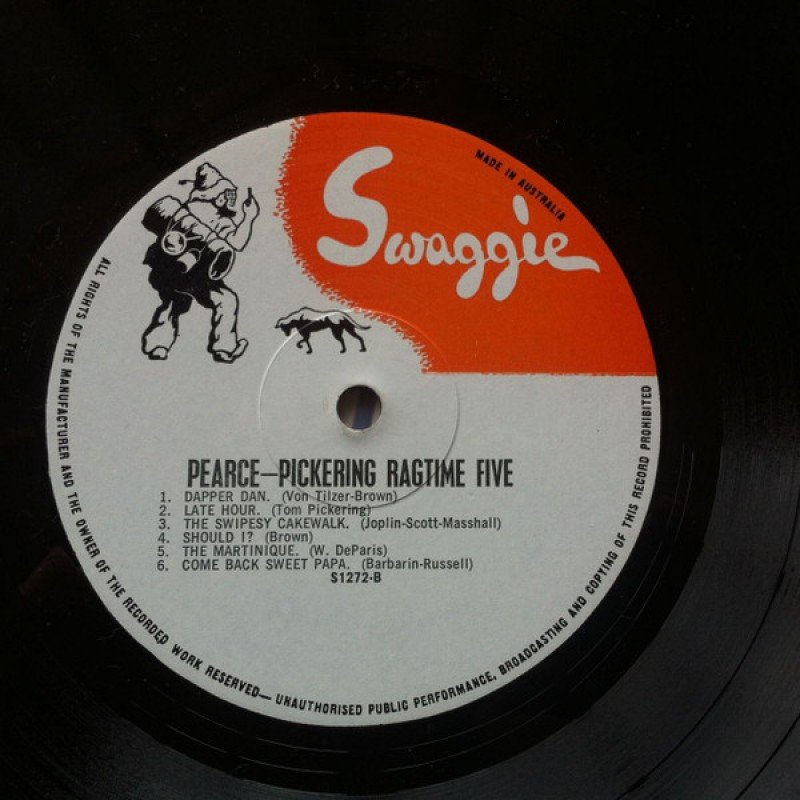 Swaggie
MADE IN AUSTRALIA
PEARCE—PICKERING RAGTIME FIVE
1. DAPPER DAN. (Von Tilzer-Brown)
2. LATE HOUR. (Tom Pickering)
3. THE SWIPESY CAKEWALK. (Joplin-Scott-Masshall)
4. SHOULD I? (Brown)
5. THE MARTINIQUE. (W. DeParis)
6. COME BACK SWEET PAPA. (Barbarin-Russell)
S1272-B
ALL RIGHTS OF THE MANUFACTURER AND THE OWNER OF THE RECORDED WORK RESERVED— UNAUTHORISED PUBLIC PERFORMANCE, BROADCASTING AND COPYING OF THIS RECORD PROHIBITED